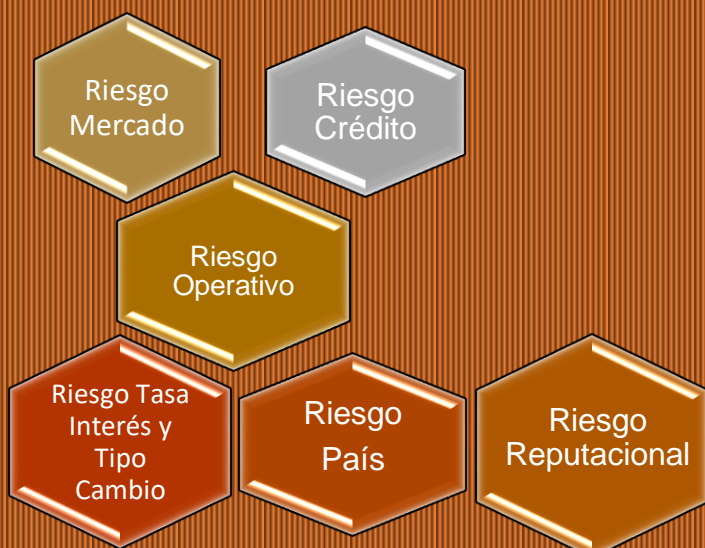 Riesgo
Mercado
Riesgo
Crédito
Riesgo
Operativo
Riesgo Tasa
Interés y
Tipo
Cambio
Riesgo
País
Riesgo
Reputacional